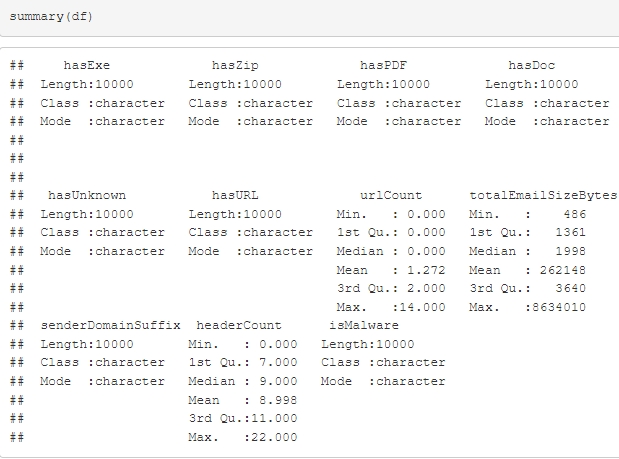 summary(df)
##     hasExe             hasZip             hasPDF             hasDoc
##  Length:10000       Length:10000       Length:10000       Length:10000
##  Class :character   Class :character   Class :character   Class :character
##  Mode  :character   Mode  :character   Mode  :character   Mode  :character
##
##
##
##   hasUnknown           hasURL             urlCount      totalEmailSizeBytes
##  Length:10000       Length:10000       Min.   : 0.000   Min.   :    486
##  Class :character   Class :character   1st Qu.: 0.000   1st Qu.:   1361
##  Mode  :character   Mode  :character   Median : 0.000   Median :   1998
##                                        Mean   : 1.272   Mean   : 262148
##                                        3rd Qu.: 2.000   3rd Qu.:   3640
##                                        Max.   :14.000   Max.   :8634010
##  senderDomainSuffix  headerCount      isMalware
##  Length:10000       Min.   : 0.000   Length:10000
##  Class :character   1st Qu.: 7.000   Class :character
##  Mode  :character   Median : 9.000   Mode  :character
##                     Mean   : 8.998
##                     3rd Qu.:11.000
##                     Max.   :22.000